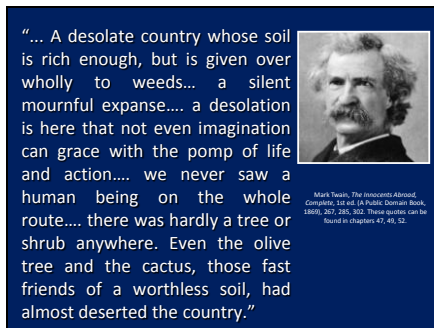 “... A desolate country whose soil
is rich enough, but is given over
wholly to weeds… a silent
mournful expanse…. a desolation
is here that not even imagination
can grace with the pomp of life
and action…. we never saw a
human being on the whole
route…. there was hardly a tree or
shrub anywhere. Even the olive
tree and the cactus, those fast
friends of a worthless soil, had
almost deserted the country.”
Mark Twain, The Innocents Abroad,
Complete, 1st ed. (A Public Domain Book,
1869), 267, 285, 302. These quotes can be
found in chapters 47, 49, 52.